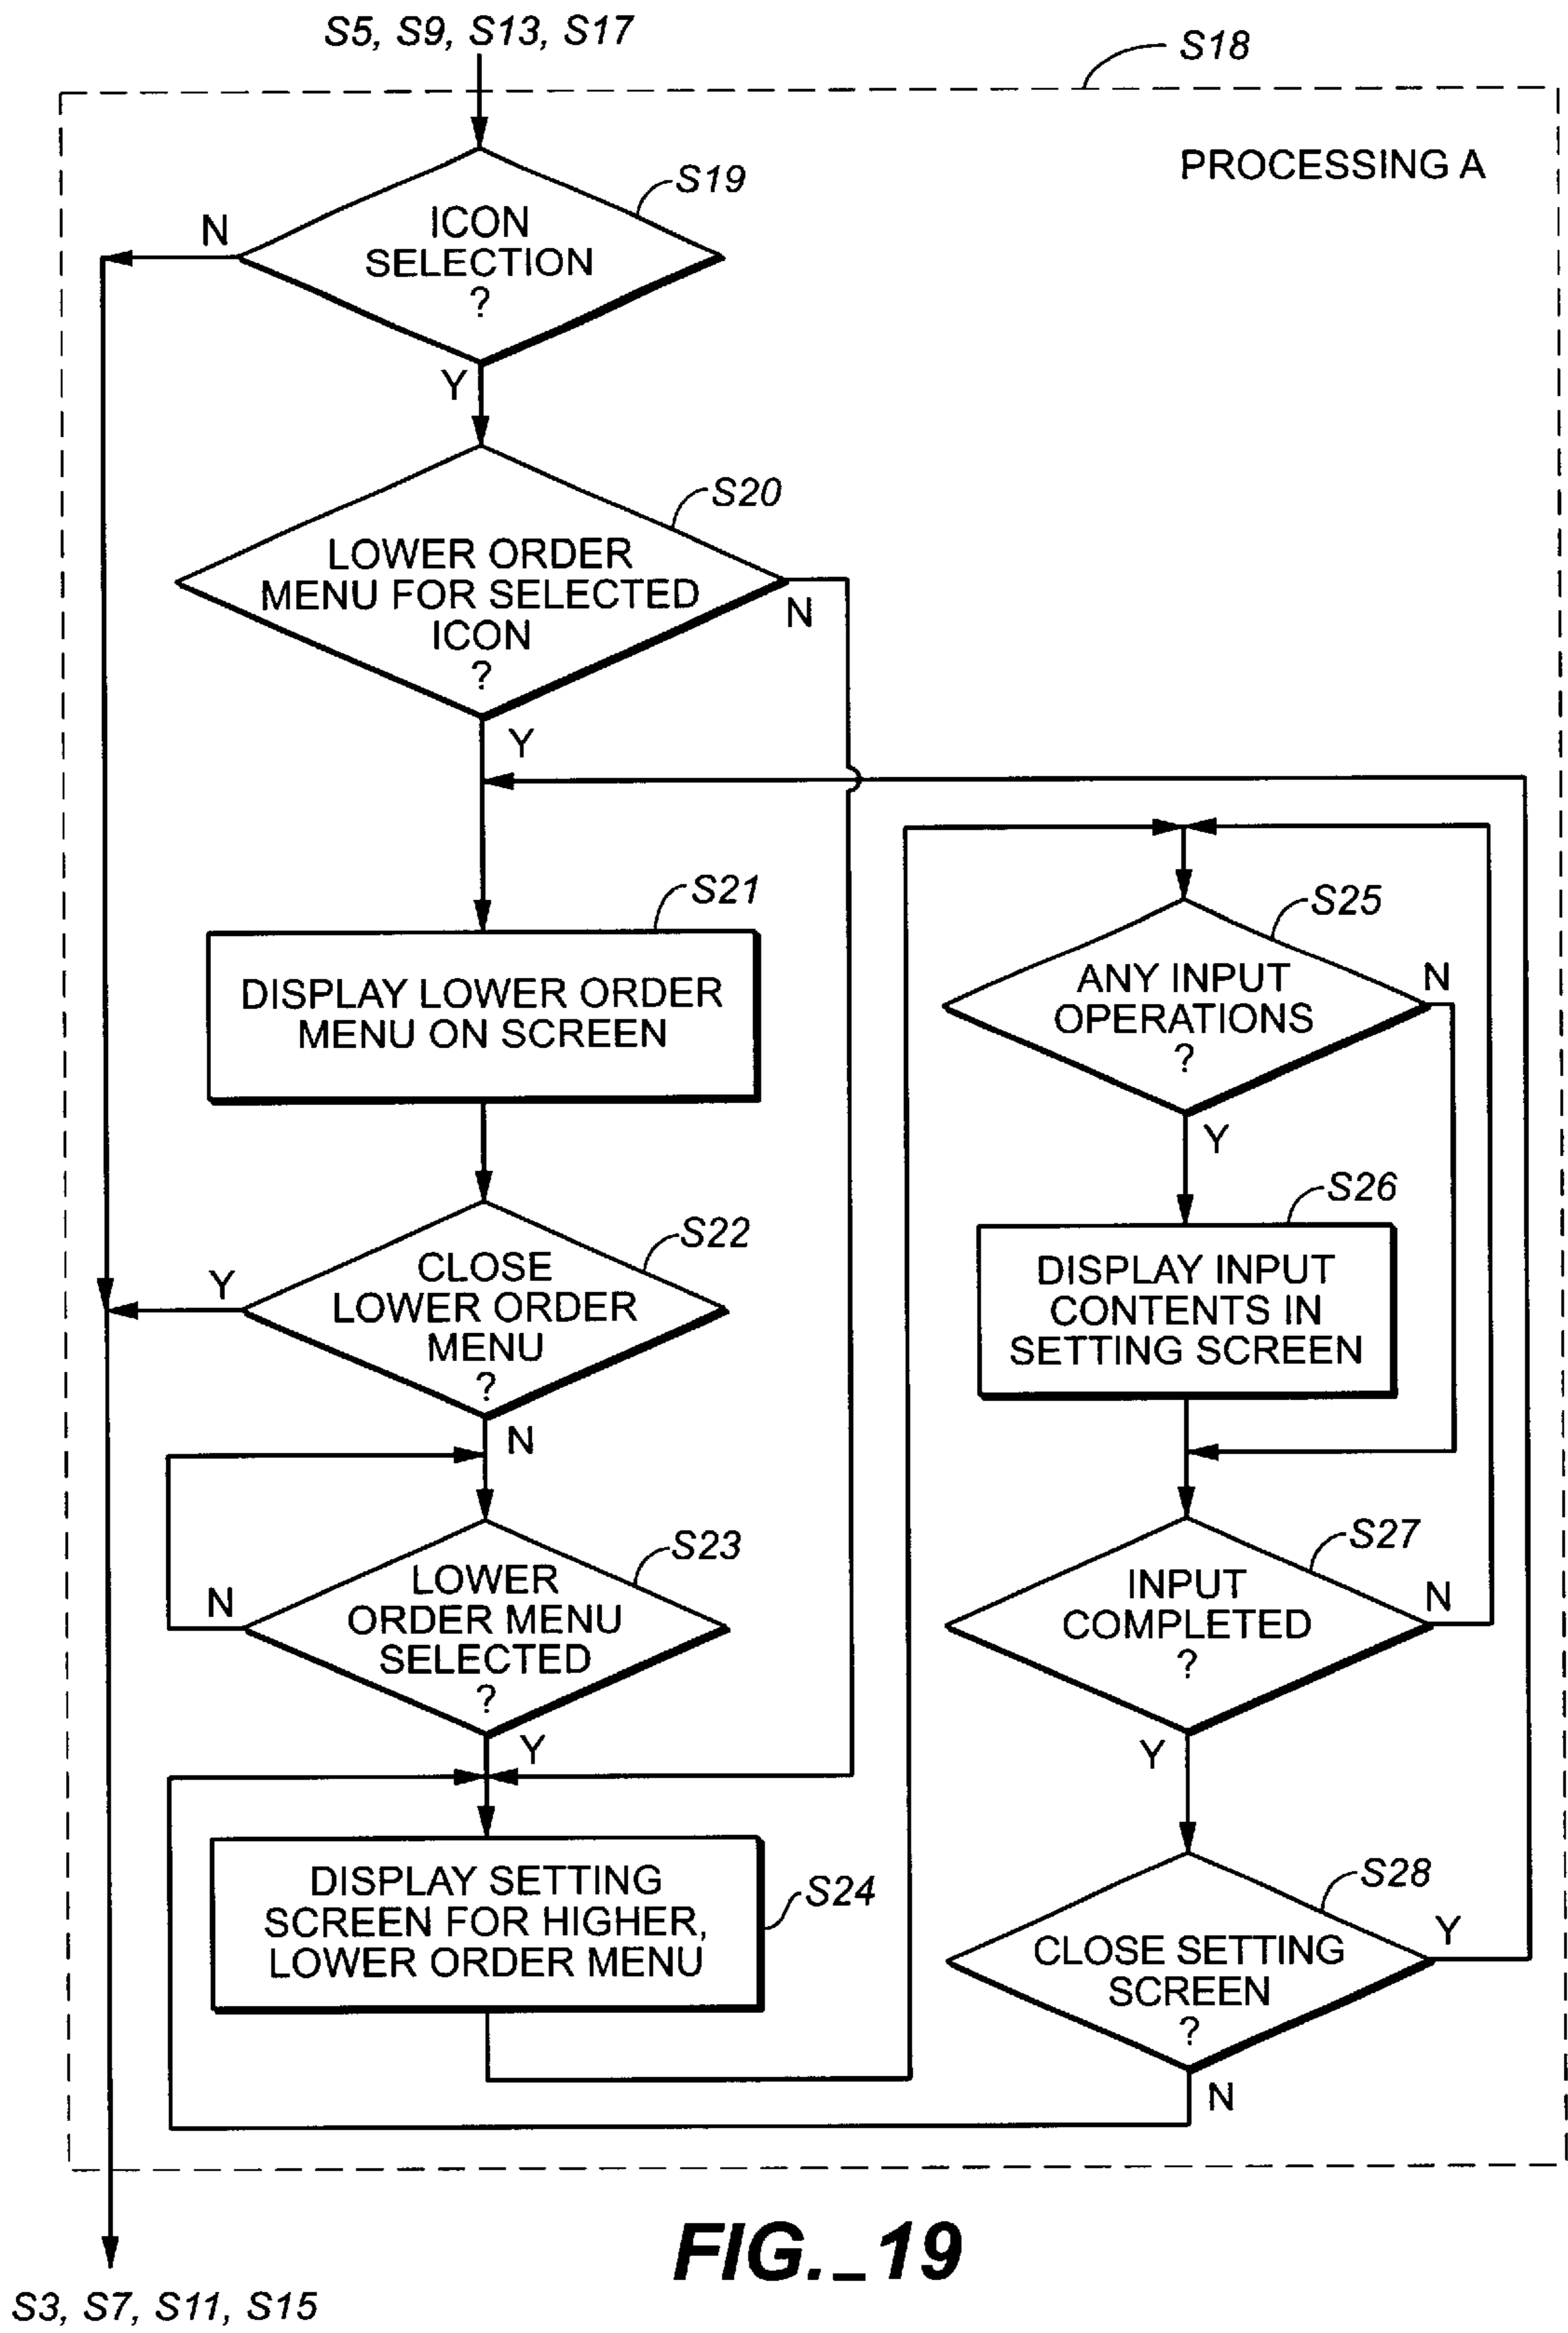 S5, S9, S13, S17
S18
PROCESSING A
S19
ICON
SELECTION
?
N
Y
S20
LOWER ORDER
MENU FOR SELECTED
ICON
?
N
Y
S21
DISPLAY LOWER ORDER
MENU ON SCREEN
S22
CLOSE
LOWER ORDER
MENU
?
Y
N
S23
LOWER
ORDER MENU
SELECTED
?
N
Y
S24
DISPLAY SETTING
SCREEN FOR HIGHER,
LOWER ORDER MENU
S25
ANY INPUT
OPERATIONS
?
N
Y
S26
DISPLAY INPUT
CONTENTS IN
SETTING SCREEN
S27
INPUT
COMPLETED
?
N
Y
S28
CLOSE SETTING
SCREEN
?
Y
N
S3, S7, S11, S15
FIG._19